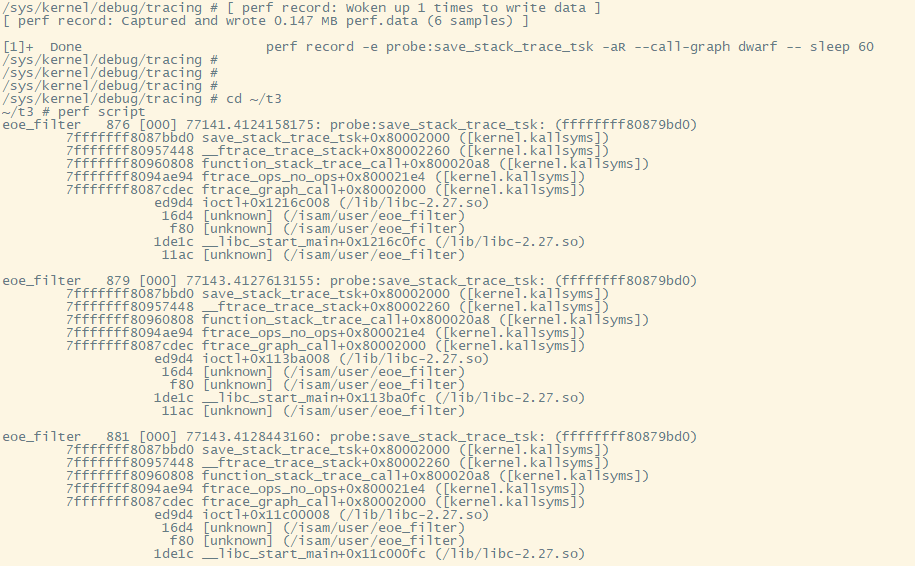 /sys/kernel/debug/tracing # [ perf record: Woken up 1 times to write data ]
[ perf record: Captured and wrote 0.147 MB perf.data (6 samples) ]
[1]+  Done                       perf record -e probe:save_stack_trace_tsk -aR --call-graph dwarf -- sleep 60
/sys/kernel/debug/tracing #
/sys/kernel/debug/tracing #
/sys/kernel/debug/tracing #
/sys/kernel/debug/tracing # cd ~/t3
~/t3 # perf script
eoe_filter   876 [000] 77141.4124158175: probe:save_stack_trace_tsk: (ffffffff80879bd0)
7fffffff8087bbd0 save_stack_trace_tsk+0x80002000 ([kernel.kallsyms])
7fffffff80957448 __ftrace_trace_stack+0x80002260 ([kernel.kallsyms])
7fffffff80960808 function_stack_trace_call+0x800020a8 ([kernel.kallsyms])
7fffffff8094ae94 ftrace_ops_no_ops+0x800021e4 ([kernel.kallsyms])
7fffffff8087cdec ftrace_graph_call+0x80002000 ([kernel.kallsyms])
ed9d4 ioctl+0x1216c008 (/lib/libc-2.27.so)
16d4 [unknown] (/isam/user/eoe_filter)
f80 [unknown] (/isam/user/eoe_filter)
1de1c __libc_start_main+0x1216c0fc (/lib/libc-2.27.so)
11ac [unknown] (/isam/user/eoe_filter)
eoe_filter   879 [000] 77143.4127613155: probe:save_stack_trace_tsk: (ffffffff80879bd0)
7fffffff8087bbd0 save_stack_trace_tsk+0x80002000 ([kernel.kallsyms])
7fffffff80957448 __ftrace_trace_stack+0x80002260 ([kernel.kallsyms])
7fffffff80960808 function_stack_trace_call+0x800020a8 ([kernel.kallsyms])
7fffffff8094ae94 ftrace_ops_no_ops+0x800021e4 ([kernel.kallsyms])
7fffffff8087cdec ftrace_graph_call+0x80002000 ([kernel.kallsyms])
ed9d4 ioctl+0x113ba008 (/lib/libc-2.27.so)
16d4 [unknown] (/isam/user/eoe_filter)
f80 [unknown] (/isam/user/eoe_filter)
1de1c __libc_start_main+0x113ba0fc (/lib/libc-2.27.so)
11ac [unknown] (/isam/user/eoe_filter)
eoe_filter   881 [000] 77143.4128443160: probe:save_stack_trace_tsk: (ffffffff80879bd0)
7fffffff8087bbd0 save_stack_trace_tsk+0x80002000 ([kernel.kallsyms])
7fffffff80957448 __ftrace_trace_stack+0x80002260 ([kernel.kallsyms])
7fffffff80960808 function_stack_trace_call+0x800020a8 ([kernel.kallsyms])
7fffffff8094ae94 ftrace_ops_no_ops+0x800021e4 ([kernel.kallsyms])
7fffffff8087cdec ftrace_graph_call+0x80002000 ([kernel.kallsyms])
ed9d4 ioctl+0x11c00008 (/lib/libc-2.27.so)
16d4 [unknown] (/isam/user/eoe_filter)
f80 [unknown] (/isam/user/eoe_filter)
1de1c __libc_start_main+0x11c000fc (/lib/libc-2.27.so)